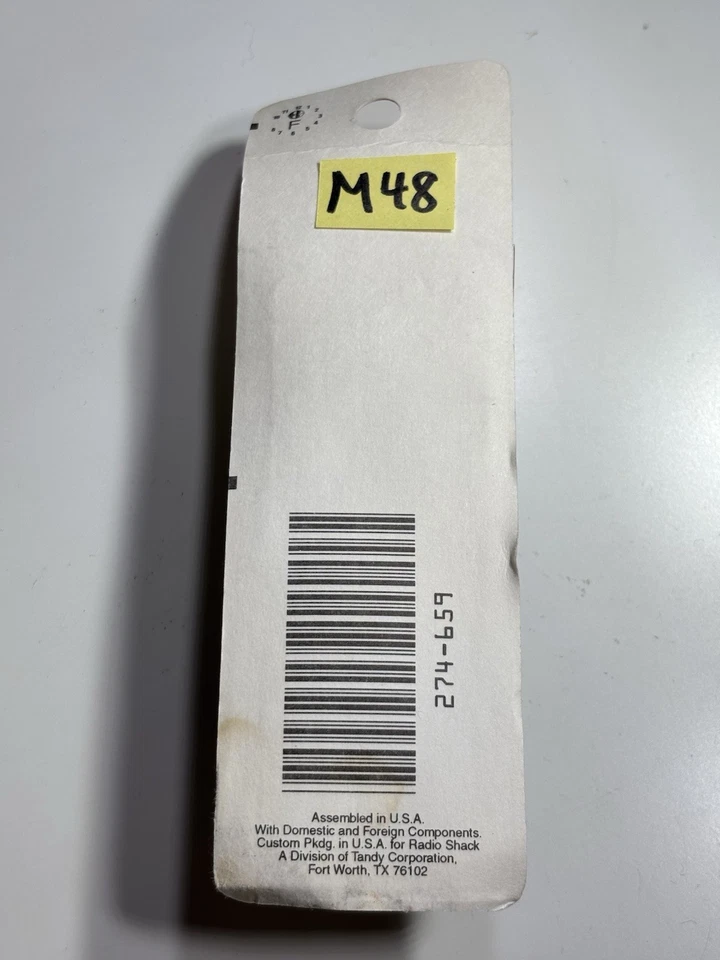 M48
274-659
Assembled in U.S.A.
With Domestic and Foreign Components.
Custom Pkdg. in U.S.A. for Radio Shack
A Division of Tandy Corporation,
Fort Worth, TX 76102